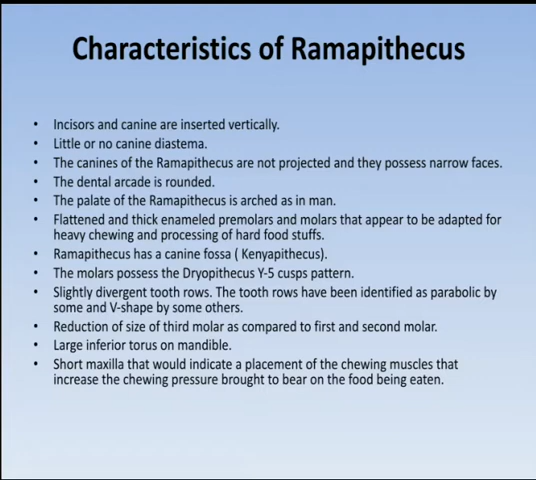 Characteristics of Ramapithecus
• Incisors and canine are inserted vertically.
• Little or no canine diastema.
• The canines of the Ramapithecus are not projected and they possess narrow faces.
• The dental arcade is rounded.
• The palate of the Ramapithecus is arched as in man.
• Flattened and thick enameled premolars and molars that appear to be adapted for
heavy chewing and processing of hard food stuffs.
• Ramapithecus has a canine fossa ( Kenyapithecus).
• The molars possess the Dryopithecus Y-5 cusps pattern.
• Slightly divergent tooth rows. The tooth rows have been identified as parabolic by
some and V-shape by some others.
• Reduction of size of third molar as compared to first and second molar.
• Large inferior torus on mandible.
• Short maxilla that would indicate a placement of the chewing muscles that
increase the chewing pressure brought to bear on the food being eaten.